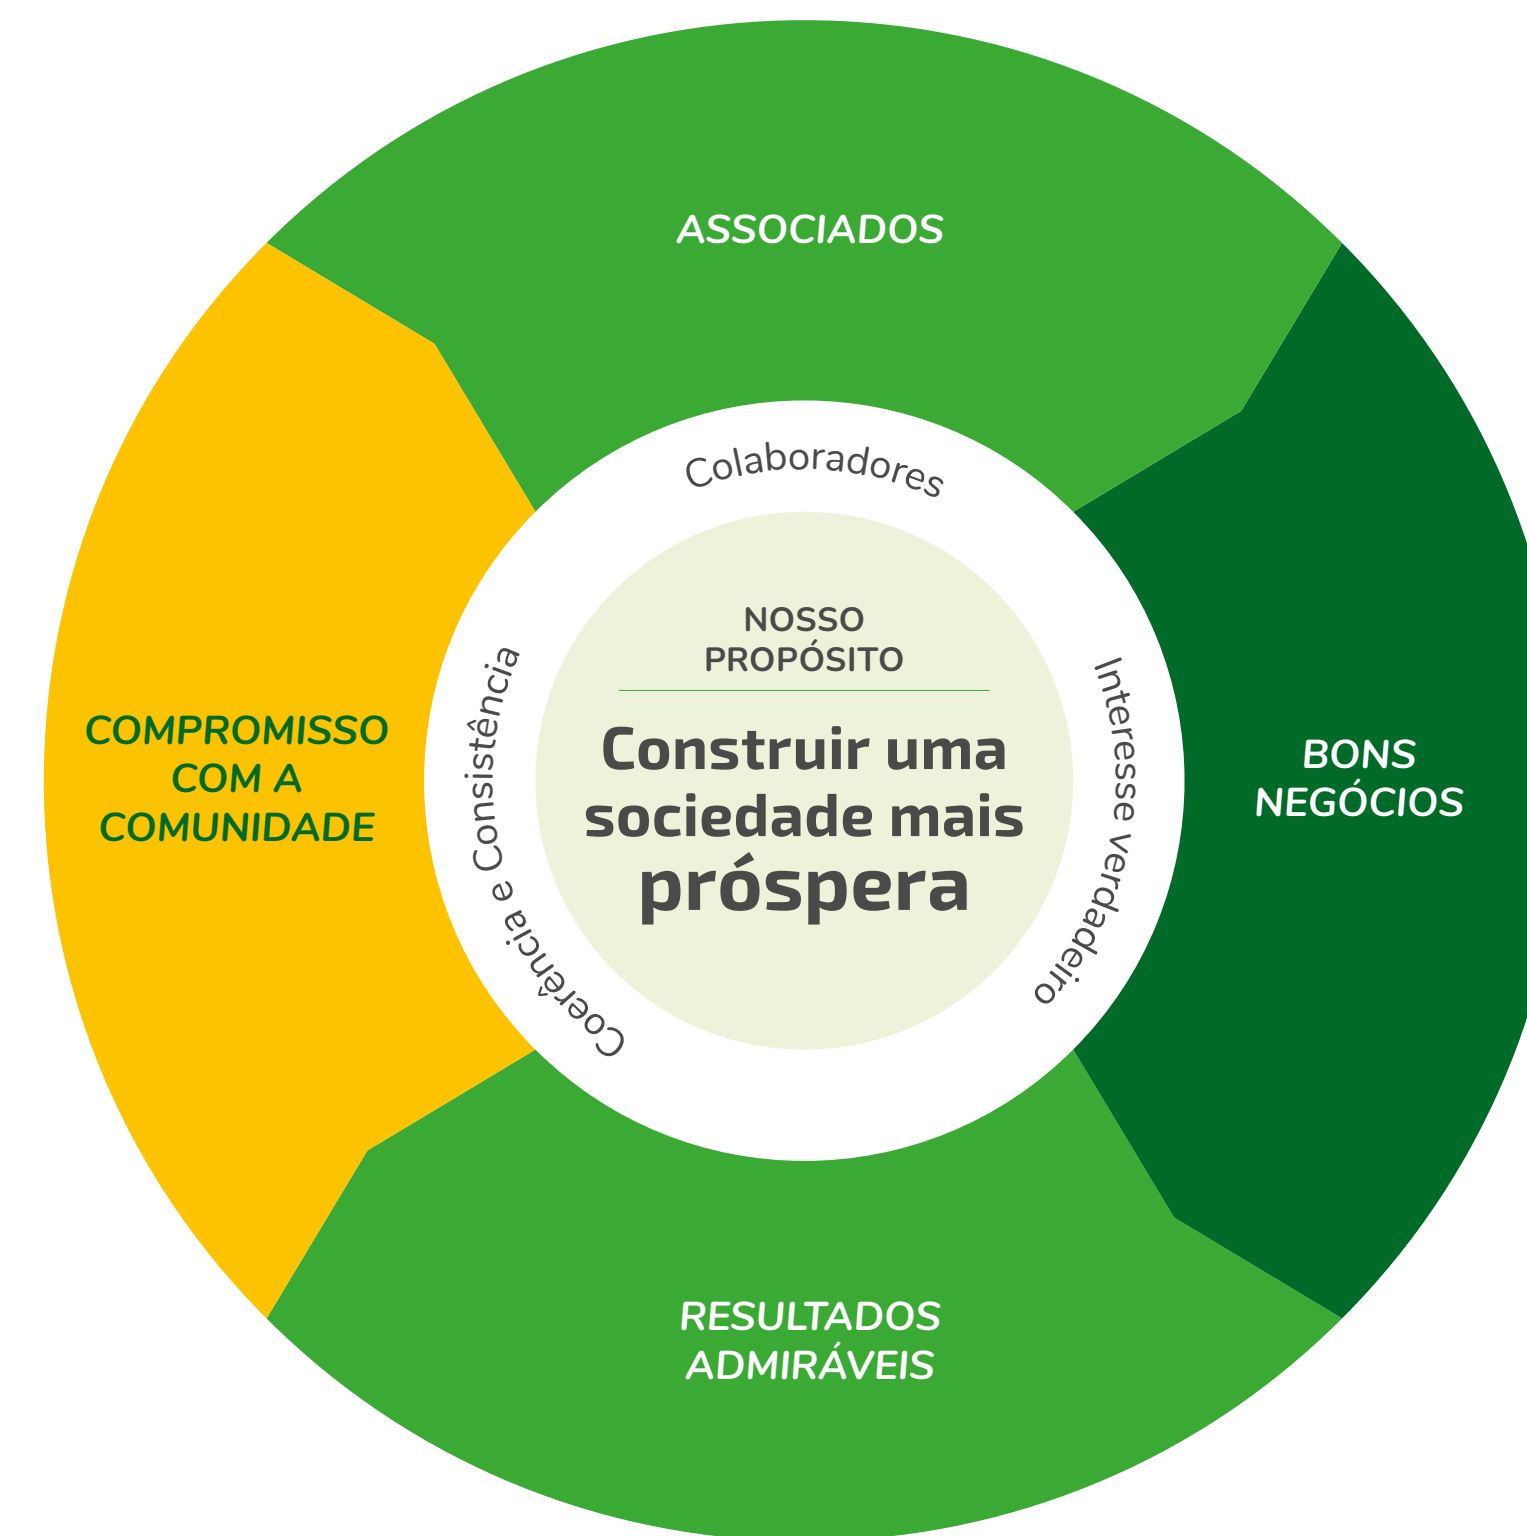 ASSOCIADOS
Colaboradores
NOSSO
PROPÓSITO
Construir uma
sociedade mais
próspera
Coerência e Consistência
Interesse verdadeiro
COMPROMISSO
COM A
COMUNIDADE
BONS
NEGÓCIOS
RESULTADOS
ADMIRÁVEIS